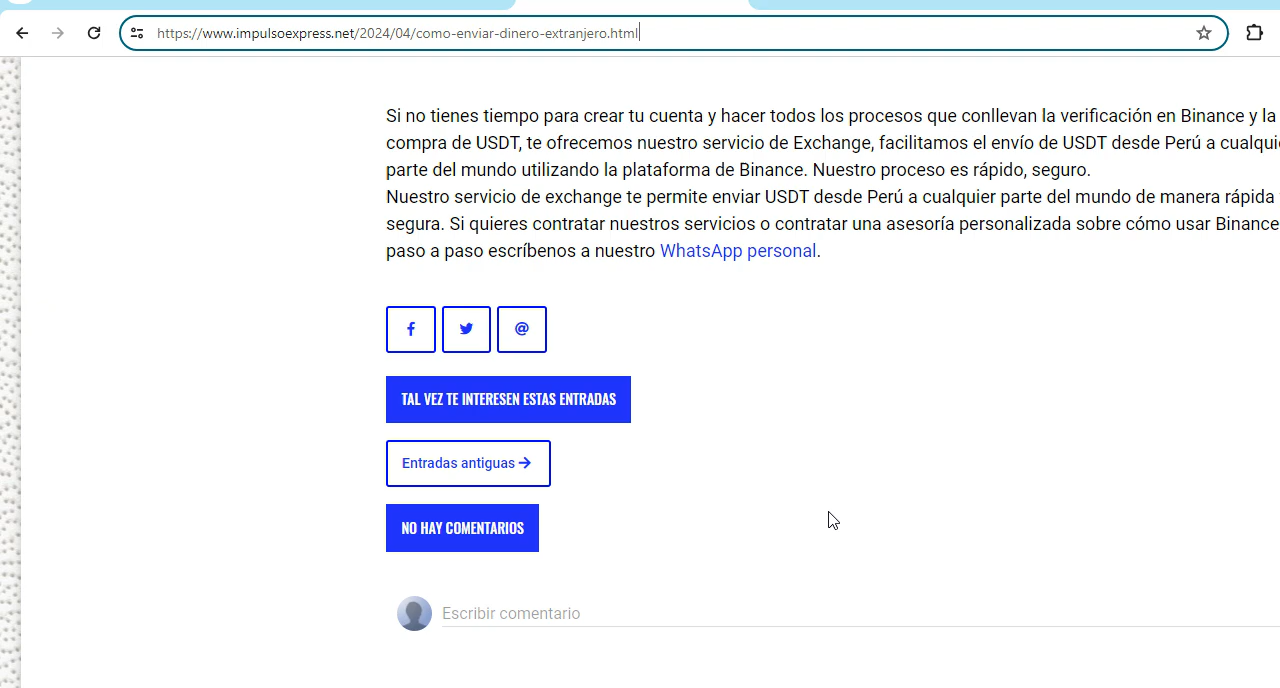 https://www.impulsoexpress.net/2024/04/como-enviar-dinero-extranjero.html
Si no tienes tiempo para crear tu cuenta y hacer todos los procesos que conllevan la verificación en Binance y la
compra de USDT, te ofrecemos nuestro servicio de Exchange, facilitamos el envío de USDT desde Perú a cualquie
parte del mundo utilizando la plataforma de Binance. Nuestro proceso es rápido, seguro.
Nuestro servicio de exchange te permite enviar USDT desde Perú a cualquier parte del mundo de manera rápida
segura. Si quieres contratar nuestros servicios o contratar una asesoría personalizada sobre cómo usar Binance
paso a paso escríbenos a nuestro WhatsApp personal.
@
TAL VEZ TE INTERESEN ESTAS ENTRADAS
Entradas antiguas →
NO HAY COMENTARIOS
Escribir comentario